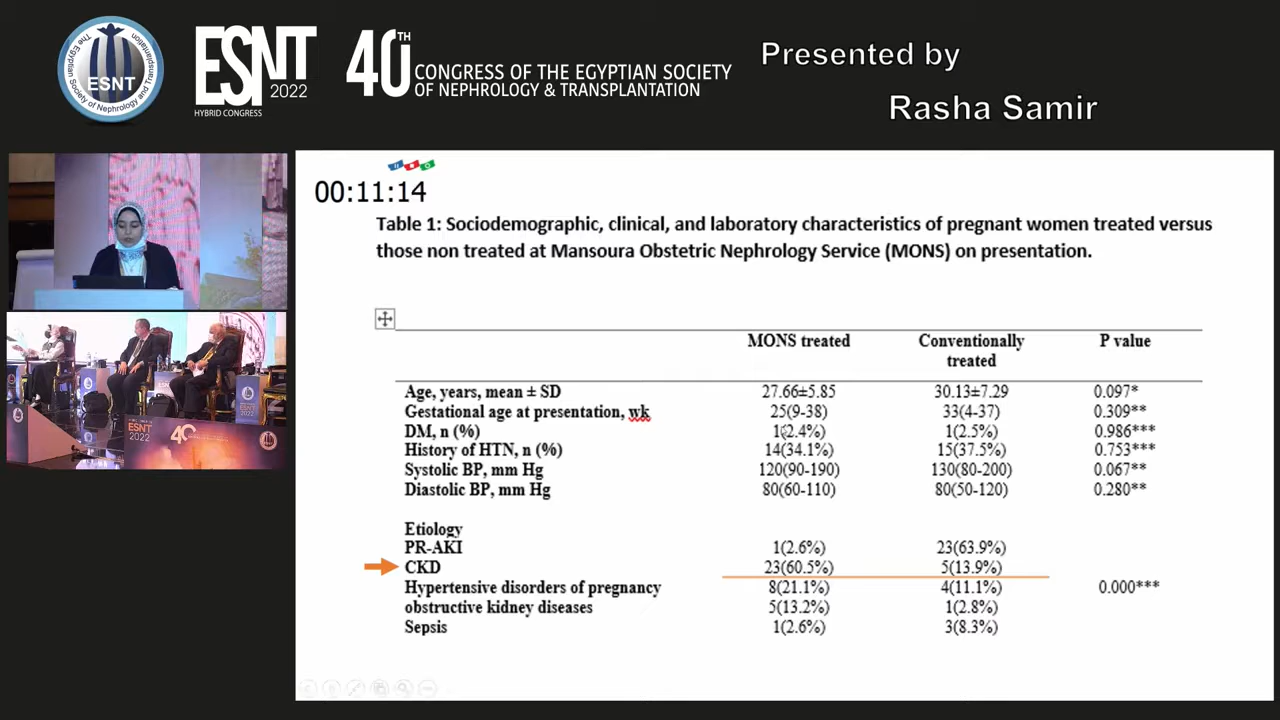 The Egyptian
Society of Nephrology and Transplantation
ESNT
ESNT
2022
HYBRID CONGRESS
40TH
CONGRESS OF THE EGYPTIAN SOCIETY
OF NEPHROLOGY & TRANSPLANTATION
Presented by
Rasha Samir
00:11:14
Table 1: Sociodemographic, clinical, and laboratory characteristics of pregnant women treated versus
those non treated at Mansoura Obstetric Nephrology Service (MONS) on presentation.
MONS treated Conventionally treated P value
Age, years, mean ± SD 27.66±5.85 30.13±7.29 0.097*
Gestational age at presentation, wk 25(9-38) 33(4-37) 0.309**
DM, n (%) 1(2.4%) 1(2.5%) 0.986***
History of HTN, n (%) 14(34.1%) 15(37.5%) 0.753***
Systolic BP, mm Hg 120(90-190) 130(80-200) 0.067**
Diastolic BP, mm Hg 80(60-110) 80(50-120) 0.280**
Etiology
PR-AKI 1(2.6%) 23(63.9%)
CKD 23(60.5%) 5(13.9%)
Hypertensive disorders of pregnancy 8(21.1%) 4(11.1%) 0.000***
obstructive kidney diseases 5(13.2%) 1(2.8%)
Sepsis 1(2.6%) 3(8.3%)
ESNT
2022
40